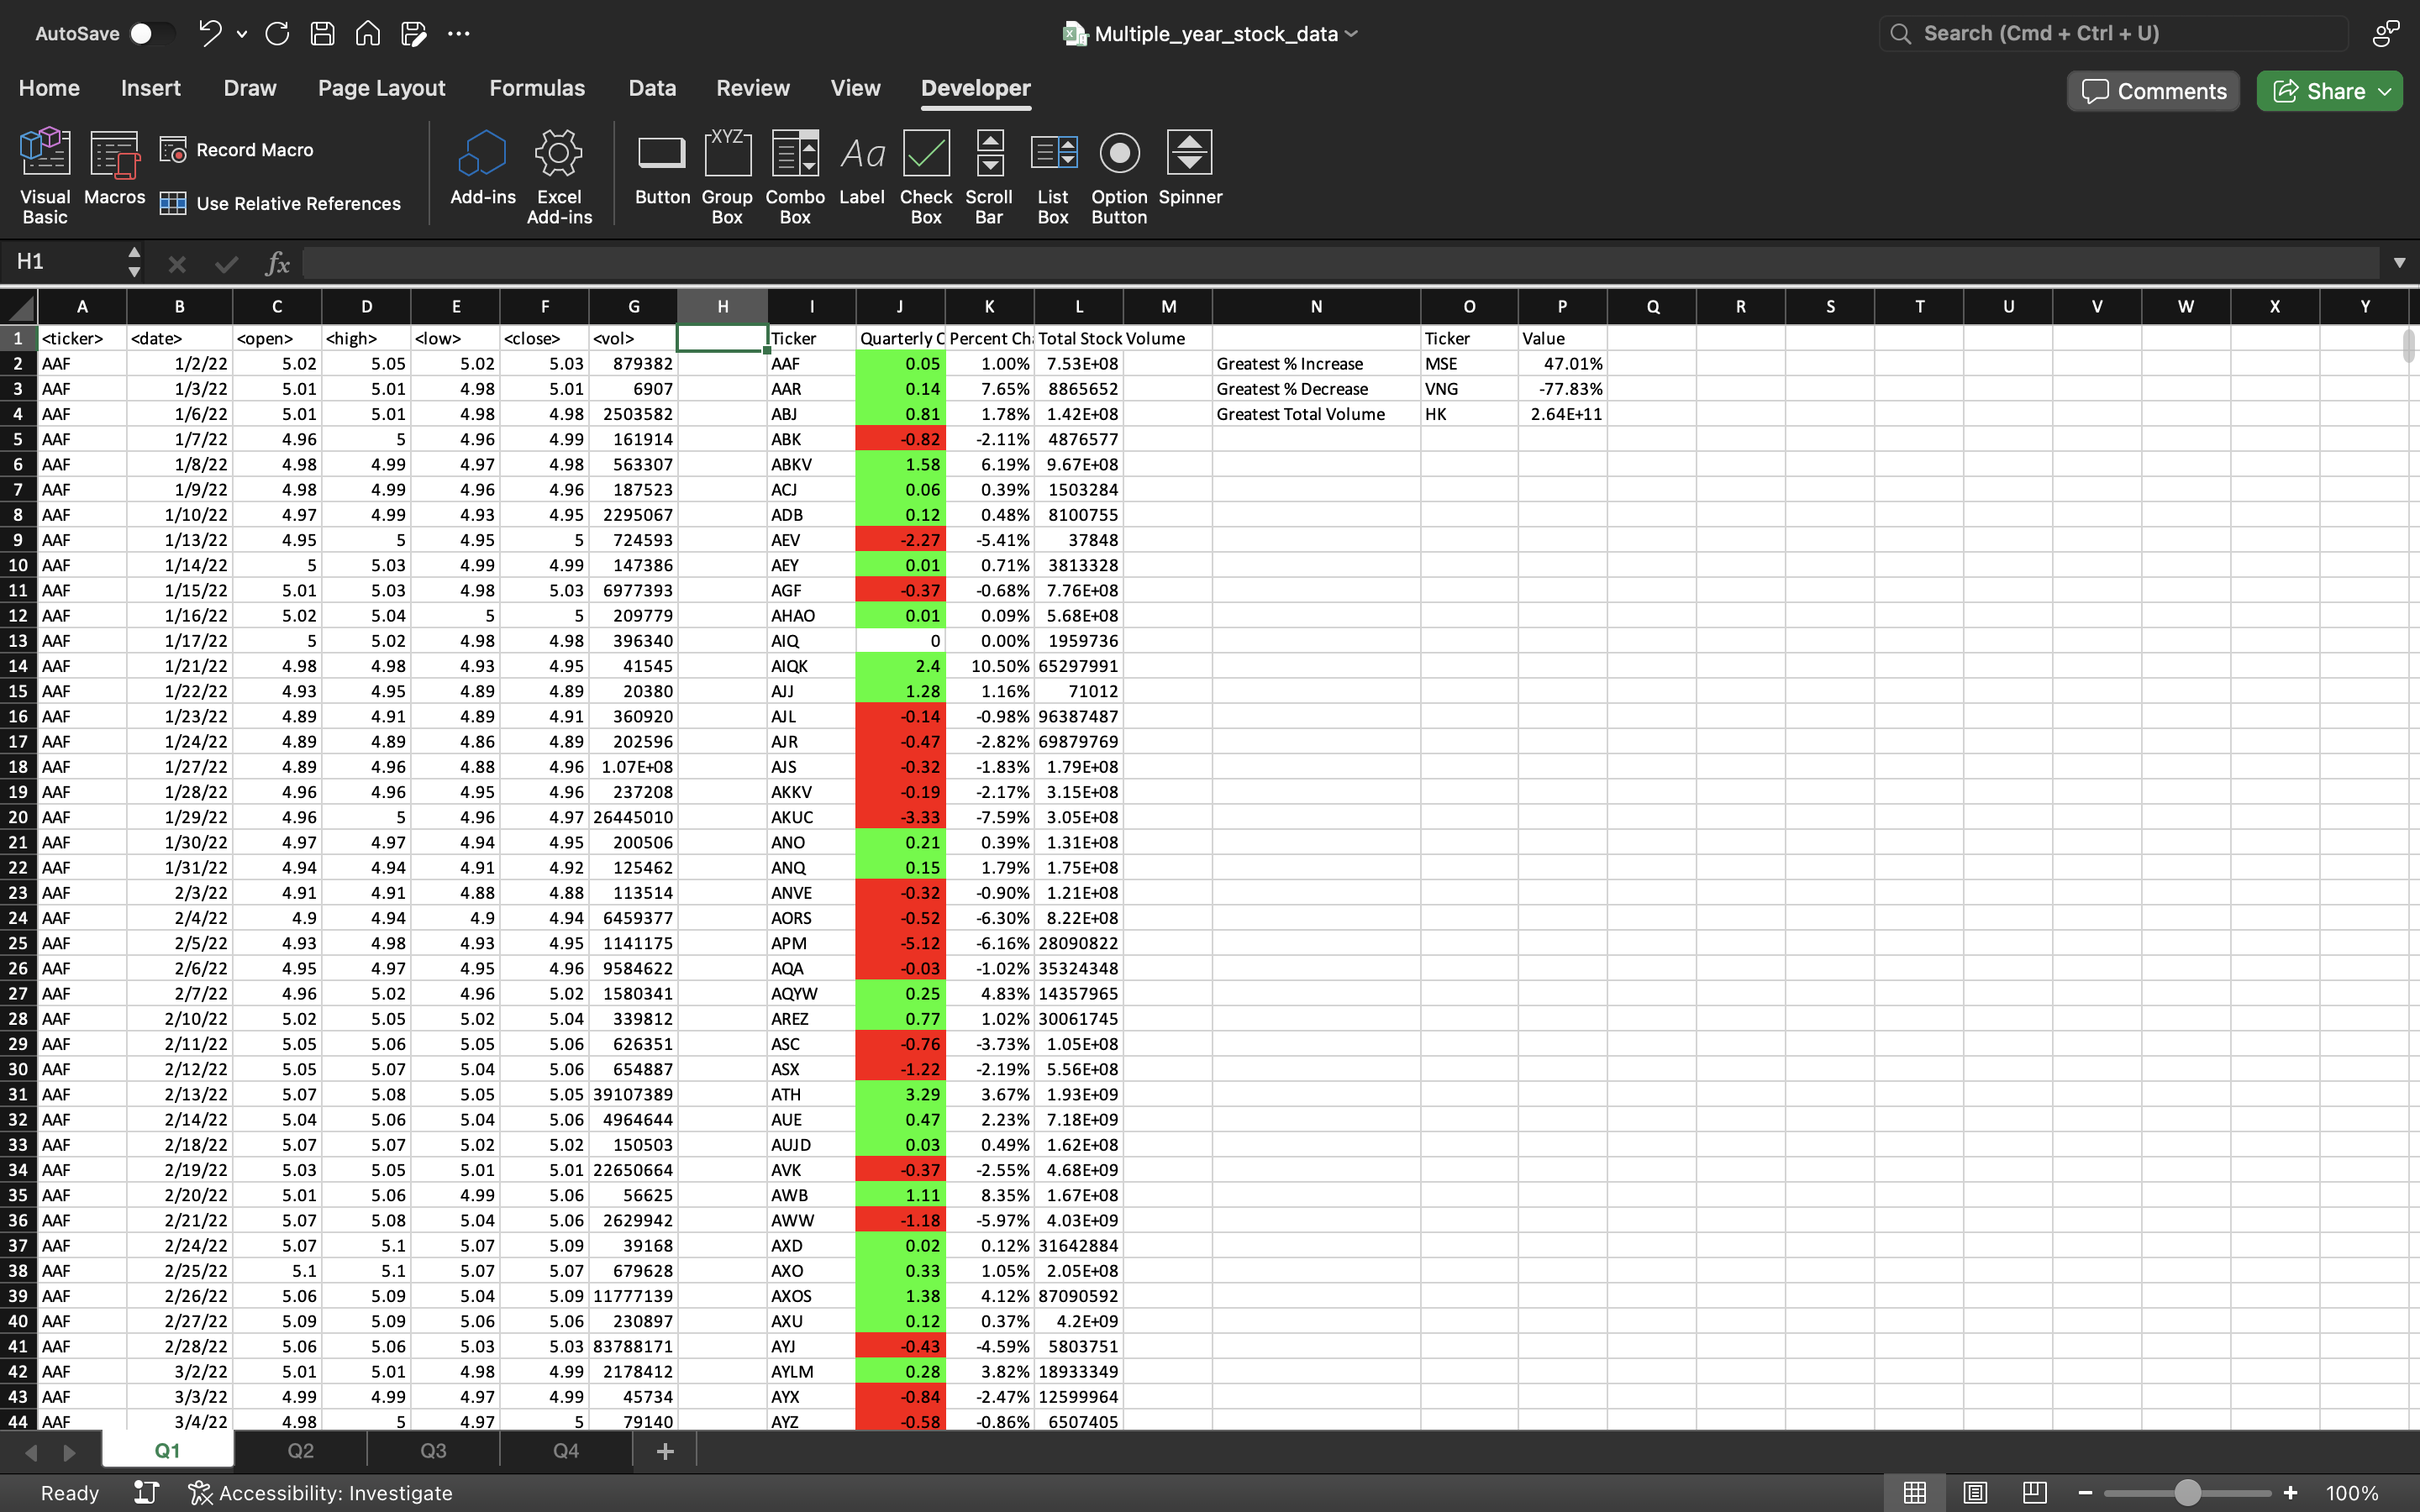 AutoSave Multiple_year_stock_data Search (Cmd + Ctrl + U)
Home Insert Draw Page Layout Formulas Data Review View Developer Comments Share
Visual Basic Macros Record Macro Use Relative References Add-ins Excel Add-ins Button XYZ Group Box Combo Box Aa Label Check Box Scroll Bar List Box Option Button Spinner
H1 fx
A B C D E F G H I J K L M N O P Q R S T U V W X Y
1 <ticker> <date> <open> <high> <low> <close> <vol> Ticker Quarterly C Percent Ch Total Stock Volume Ticker Value
2 AAF 1/2/22 5.02 5.05 5.02 5.03 879382 AAF 0.05 1.00% 7.53E+08 Greatest % Increase MSE 47.01%
3 AAF 1/3/22 5.01 5.01 4.98 5.01 6907 AAR 0.14 7.65% 8865652 Greatest % Decrease VNG -77.83%
4 AAF 1/6/22 5.01 5.01 4.98 4.98 2503582 ABJ 0.81 1.78% 1.42E+08 Greatest Total Volume HK 2.64E+11
5 AAF 1/7/22 4.96 5 4.96 4.99 161914 ABK -0.82 -2.11% 4876577
6 AAF 1/8/22 4.98 4.99 4.97 4.98 563307 ABKV 1.58 6.19% 9.67E+08
7 AAF 1/9/22 4.98 4.99 4.96 4.96 187523 ACJ 0.06 0.39% 1503284
8 AAF 1/10/22 4.97 4.99 4.93 4.95 2295067 ADB 0.12 0.48% 8100755
9 AAF 1/13/22 4.95 5 4.95 5 724593 AEV -2.27 -5.41% 37848
10 AAF 1/14/22 5 5.03 4.99 4.99 147386 AEY 0.01 0.71% 3813328
11 AAF 1/15/22 5.01 5.03 4.98 5.03 6977393 AGF -0.37 -0.68% 7.76E+08
12 AAF 1/16/22 5.02 5.04 5 5 209779 AHAO 0.01 0.09% 5.68E+08
13 AAF 1/17/22 5 5.02 4.98 4.98 396340 AIQ 0 0.00% 1959736
14 AAF 1/21/22 4.98 4.98 4.93 4.95 41545 AIQK 2.4 10.50% 65297991
15 AAF 1/22/22 4.93 4.95 4.89 4.89 20380 AJJ 1.28 1.16% 71012
16 AAF 1/23/22 4.89 4.91 4.89 4.91 360920 AJL -0.14 -0.98% 96387487
17 AAF 1/24/22 4.89 4.89 4.86 4.89 202596 AJR -0.47 -2.82% 69879769
18 AAF 1/27/22 4.89 4.96 4.88 4.96 1.07E+08 AJS -0.32 -1.83% 1.79E+08
19 AAF 1/28/22 4.96 4.96 4.95 4.96 237208 AKKV -0.19 -2.17% 3.15E+08
20 AAF 1/29/22 4.96 5 4.96 4.97 26445010 AKUC -3.33 -7.59% 3.05E+08
21 AAF 1/30/22 4.97 4.97 4.94 4.95 200506 ANO 0.21 0.39% 1.31E+08
22 AAF 1/31/22 4.94 4.94 4.91 4.92 125462 ANQ 0.15 1.79% 1.75E+08
23 AAF 2/3/22 4.91 4.91 4.88 4.88 113514 ANVE -0.32 -0.90% 1.21E+08
24 AAF 2/4/22 4.9 4.94 4.9 4.94 6459377 AORS -0.52 -6.30% 8.22E+08
25 AAF 2/5/22 4.93 4.98 4.93 4.95 1141175 APM -5.12 -6.16% 28090822
26 AAF 2/6/22 4.95 4.97 4.95 4.96 9584622 AQA -0.03 -1.02% 35324348
27 AAF 2/7/22 4.96 5.02 4.96 5.02 1580341 AQYW 0.25 4.83% 14357965
28 AAF 2/10/22 5.02 5.05 5.02 5.04 339812 AREZ 0.77 1.02% 30061745
29 AAF 2/11/22 5.05 5.06 5.05 5.06 626351 ASC -0.76 -3.73% 1.05E+08
30 AAF 2/12/22 5.05 5.07 5.04 5.06 654887 ASX -1.22 -2.19% 5.56E+08
31 AAF 2/13/22 5.07 5.08 5.05 5.05 39107389 ATH 3.29 3.67% 1.93E+09
32 AAF 2/14/22 5.04 5.06 5.04 5.06 4964644 AUE 0.47 2.23% 7.18E+09
33 AAF 2/18/22 5.07 5.07 5.02 5.02 150503 AUJD 0.03 0.49% 1.62E+08
34 AAF 2/19/22 5.03 5.05 5.01 5.01 22650664 AVK -0.37 -2.55% 4.68E+09
35 AAF 2/20/22 5.01 5.06 4.99 5.06 56625 AWB 1.11 8.35% 1.67E+08
36 AAF 2/21/22 5.07 5.08 5.04 5.06 2629942 AWW -1.18 -5.97% 4.03E+09
37 AAF 2/24/22 5.07 5.1 5.07 5.09 39168 AXD 0.02 0.12% 31642884
38 AAF 2/25/22 5.1 5.1 5.07 5.07 679628 AXO 0.33 1.05% 2.05E+08
39 AAF 2/26/22 5.06 5.09 5.04 5.09 11777139 AXOS 1.38 4.12% 87090592
40 AAF 2/27/22 5.09 5.09 5.06 5.06 230897 AXU 0.12 0.37% 4.2E+09
41 AAF 2/28/22 5.06 5.06 5.03 5.03 83788171 AYJ -0.43 -4.59% 5803751
42 AAF 3/2/22 5.01 5.01 4.98 4.99 2178412 AYLM 0.28 3.82% 18933349
43 AAF 3/3/22 4.99 4.99 4.97 4.99 45734 AYX -0.84 -2.47% 12599964
44 AAF 3/4/22 4.98 5 4.97 5 79140 AYZ -0.58 -0.86% 6507405
Q1 Q2 Q3 Q4
Ready Accessibility: Investigate 100%